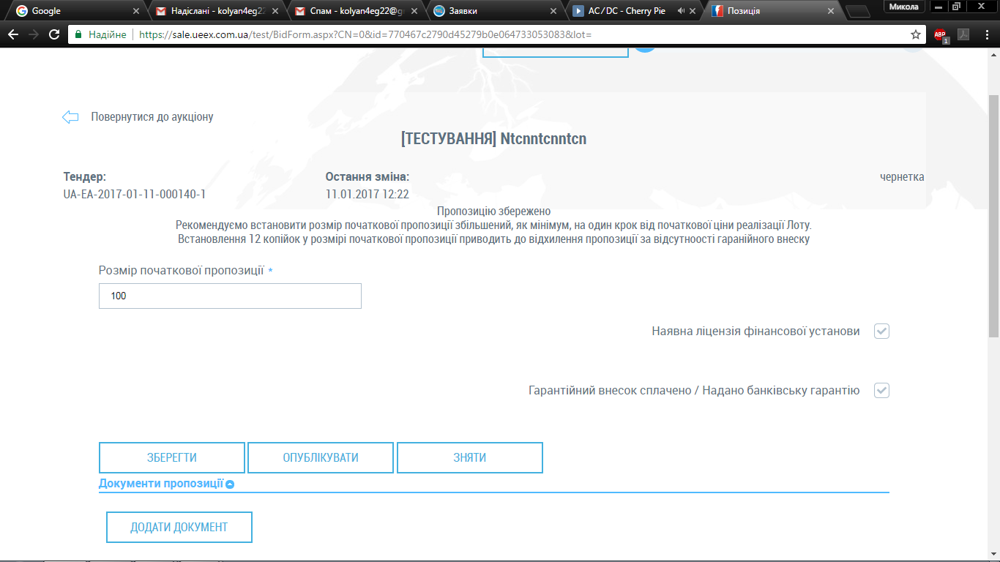 Google
Надіслані - kolyan4eg22
Спам - kolyan4eg22@g
Заявки
AC/DC - Cherry Pie
Позиція
Микола
Надійне
https://sale.ueex.com.ua/test/BidForm.aspx?CN=0&id=770467c2790d45279b0e064733053083&lot=
ABP
1
Повернутися до аукціону
[ТЕСТУВАННЯ] Ntcnntcnntcn
Тендер:
Остання зміна:
чернетка
UA-EA-2017-01-11-000140-1
11.01.2017 12:22
Пропозицію збережено
Рекомендуємо встановити розмір початкової пропозиції збільшений, як мінімум, на один крок від початкової ціни реалізації Лоту.
Встановлення 12 копійок у розмірі початкової пропозиції приводить до відхилення пропозиції за відсутноості гаранійного внеску
Розмір початкової пропозиції *
100
Наявна ліцензія фінансової установи
Гарантійний внесок сплачено / Надано банківську гарантію
ЗБЕРЕГТИ
ОПУБЛІКУВАТИ
ЗНЯТИ
Документи пропозиції
ДОДАТИ ДОКУМЕНТ